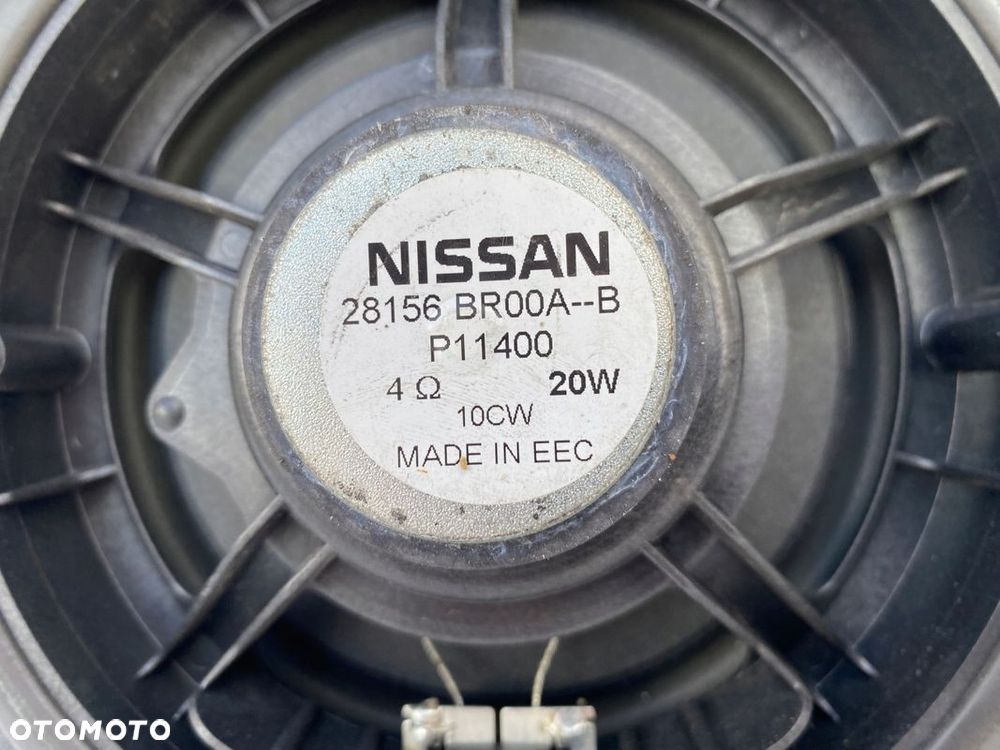 NISSAN
28156 BR00A--B
P11400
4 Ω 20W
10CW
MADE IN EEC
OTOMOTO